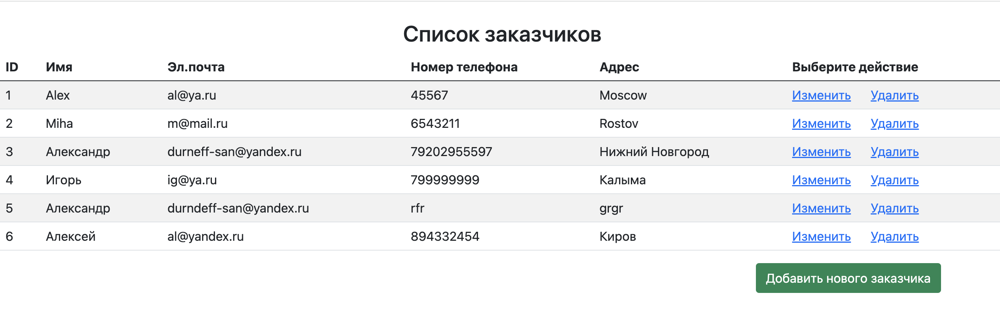 Список заказчиков
ID Имя Эл.почта Номер телефона Адрес Выберите действие
1 Alex al@ya.ru 45567 Moscow Изменить Удалить
2 Miha m@mail.ru 6543211 Rostov Изменить Удалить
3 Александр durneff-san@yandex.ru 79202955597 Нижний Новгород Изменить Удалить
4 Игорь ig@ya.ru 799999999 Калыма Изменить Удалить
5 Александр durndeff-san@yandex.ru rfr grgr Изменить Удалить
6 Алексей al@yandex.ru 894332454 Киров Изменить Удалить
Добавить нового заказчика